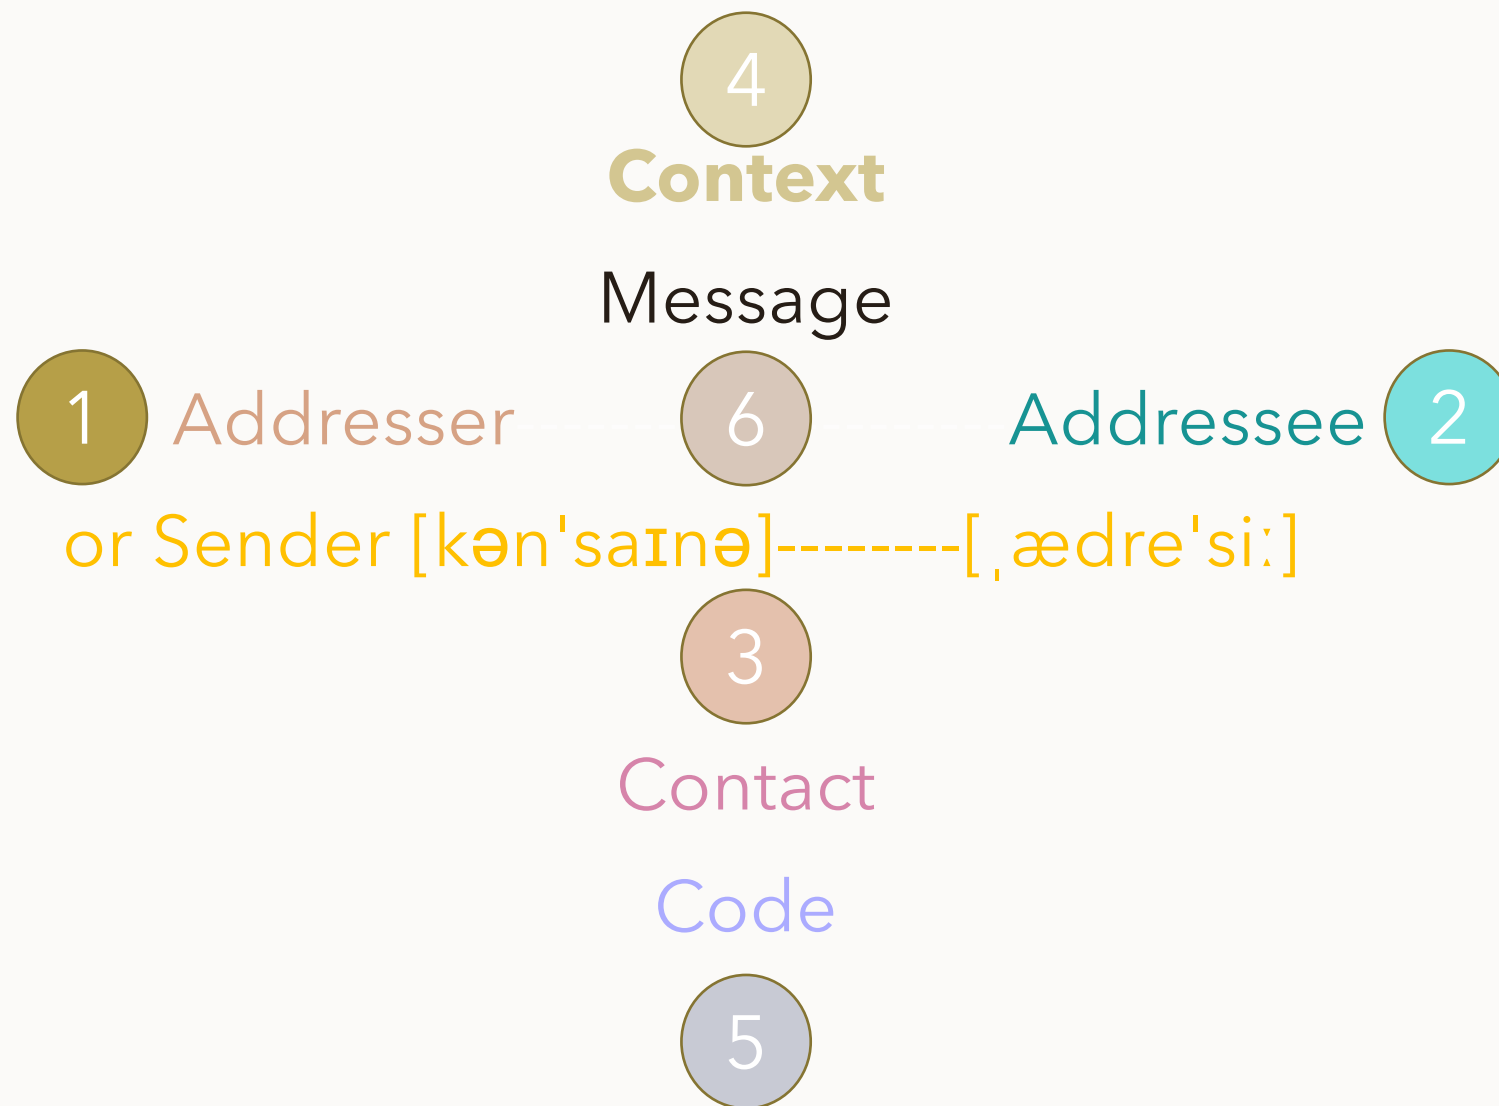 4
Context
Message
1 Addresser------- 6 ---------Addressee 2
or Sender [kən'saɪnə]--------[ˌædre'siː]
3
Contact
Code
5